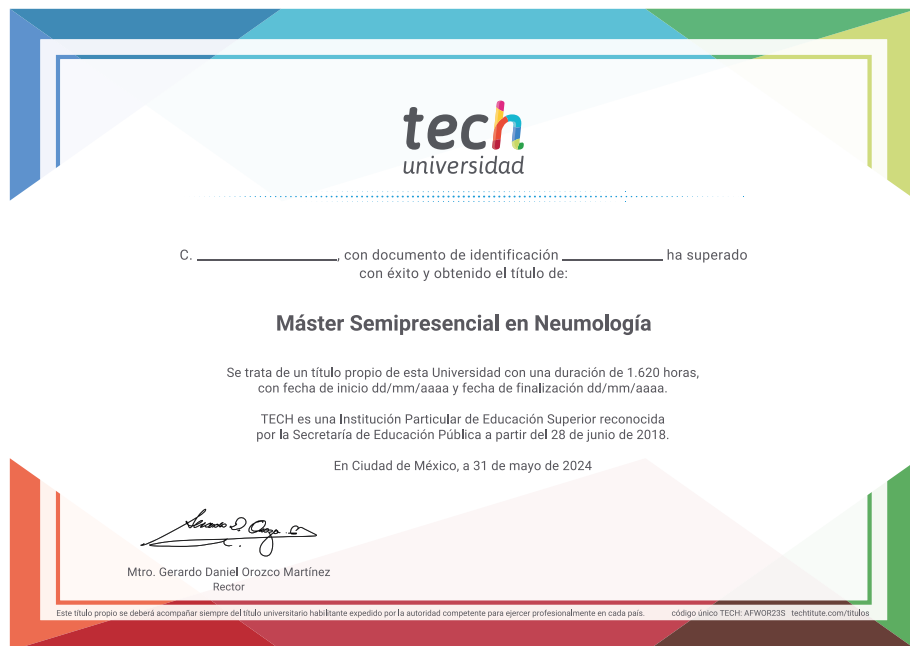 tech
universidad
C. ____________, con documento de identificación ____________ ha superado
con éxito y obtenido el título de:
Máster Semipresencial en Neumología
Se trata de un título propio de esta Universidad con una duración de 1.620 horas,
con fecha de inicio dd/mm/aaaa y fecha de finalización dd/mm/aaaa.
TECH es una Institución Particular de Educación Superior reconocida
por la Secretaría de Educación Pública a partir del 28 de junio de 2018.
En Ciudad de México, a 31 de mayo de 2024
Mtro. Gerardo Daniel Orozco Martínez
Rector
Este título propio se deberá acompañar siempre del título universitario habilitante expedido por la autoridad competente para ejercer profesionalmente en cada país. código único TECH: AFWOR23S techtitute.com/titulos